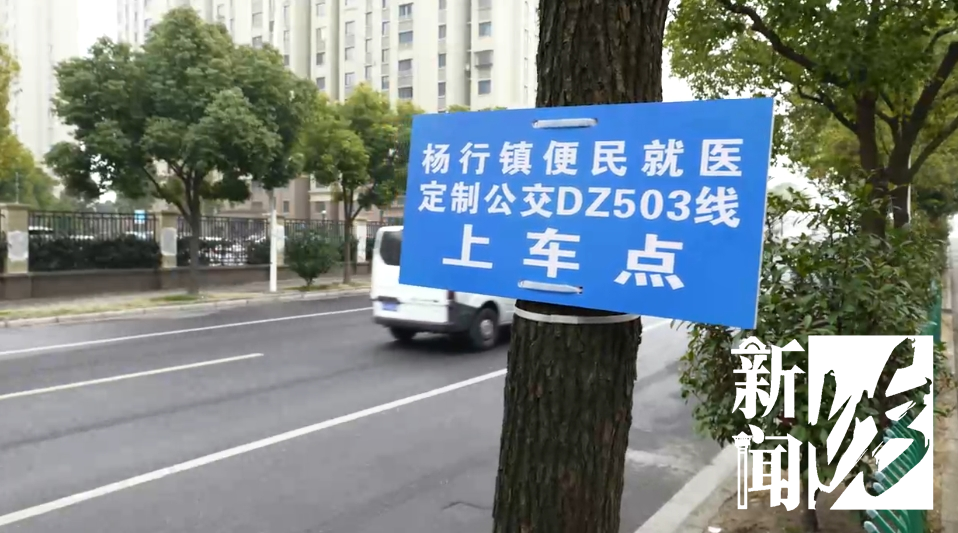 杨行镇便民就医
定制公交DZ503线
上车点
新闻坊